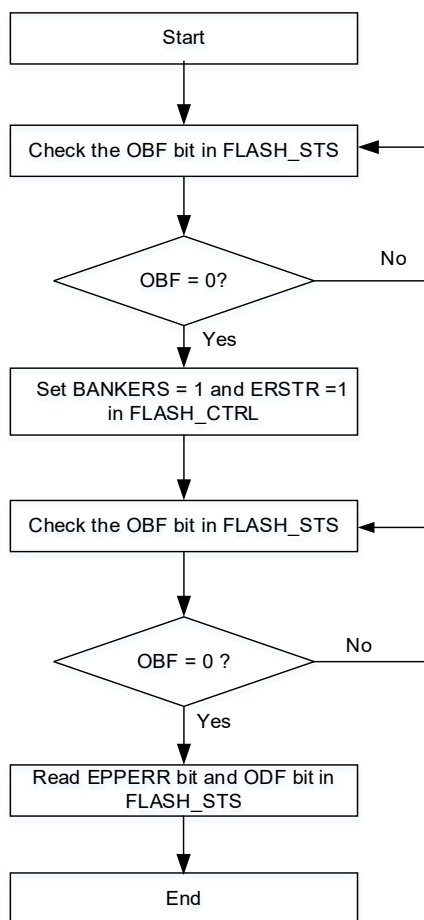 Start
Check the OBF bit in FLASH_STS
OBF = 0?
No
Yes
Set BANKERS = 1 and ERSTR =1
in FLASH_CTRL
Check the OBF bit in FLASH_STS
OBF = 0 ?
No
Yes
Read EPPERR bit and ODF bit in
FLASH_STS
End